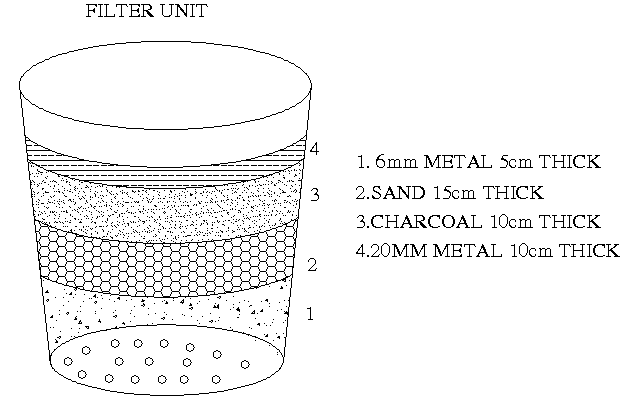 FILTER UNIT
4
3
2
1
1. 6mm METAL 5cm THICK
2.SAND 15cm THICK
3.CHARCOAL 10cm THICK
4.20MM METAL 10cm THICK